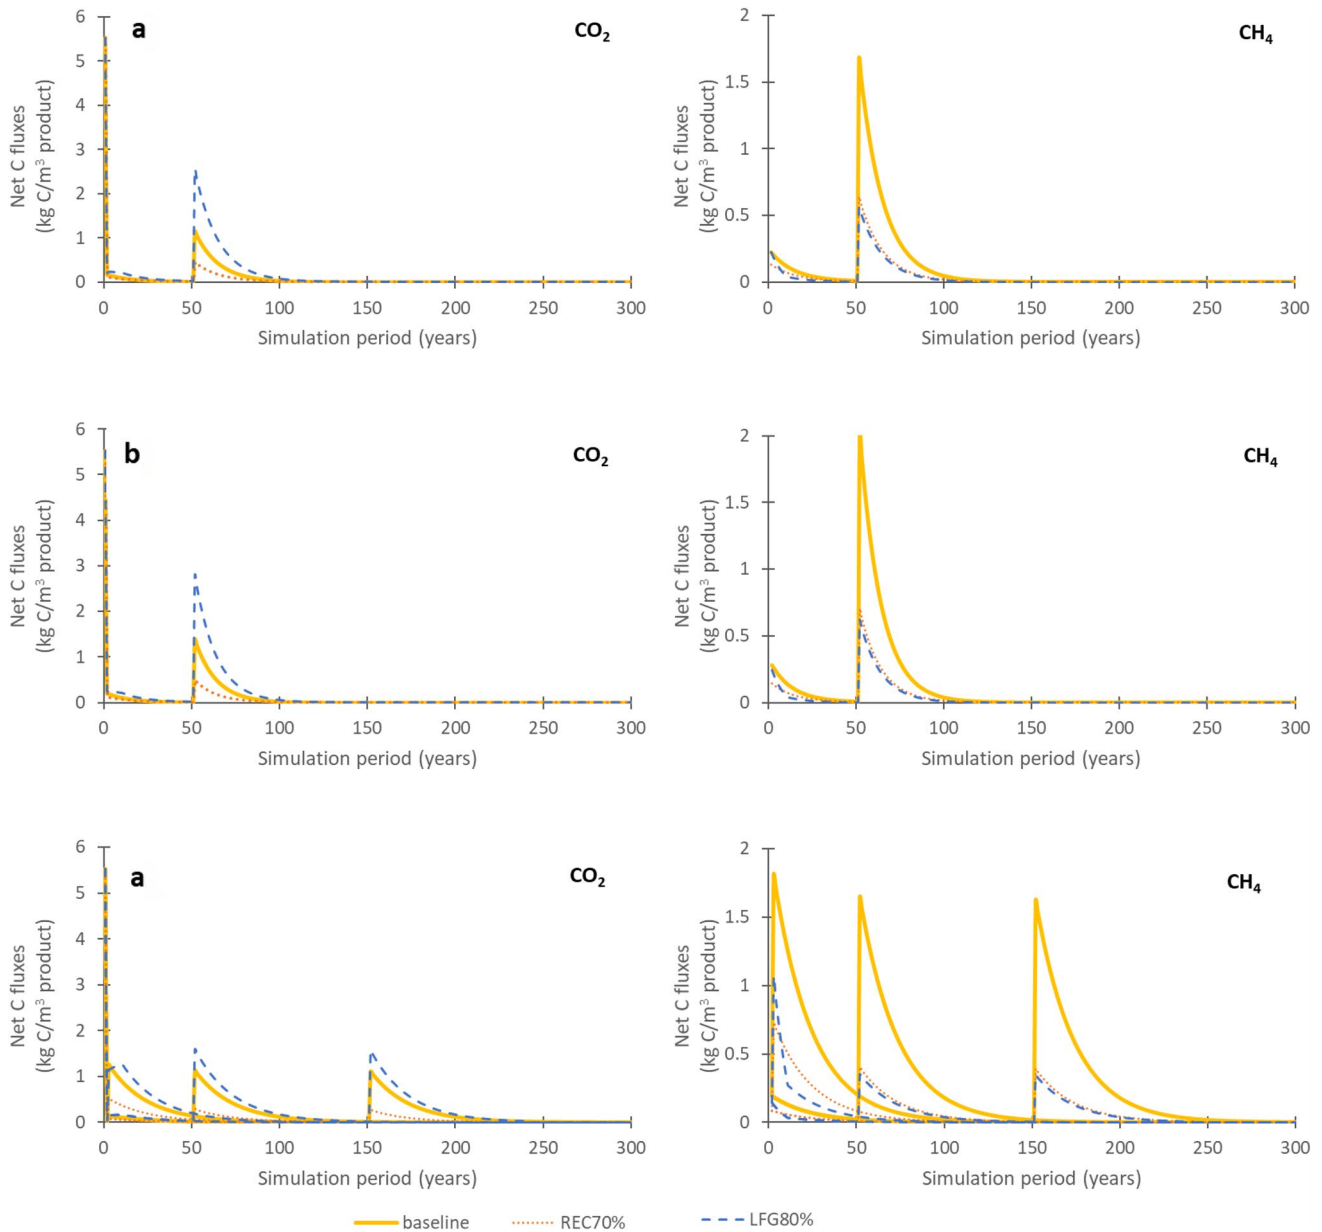 a
CO₂
Net C fluxes
(kg C/m³ product)
6
5
4
3
2
1
0
0 50 100 150 200 250 300
Simulation period (years)
CH₄
Net C fluxes
(kg C/m³ product)
2
1.5
1
0.5
0
0 50 100 150 200 250 300
Simulation period (years)
b
CO₂
Net C fluxes
(kg C/m³ product)
6
5
4
3
2
1
0
0 50 100 150 200 250 300
Simulation period (years)
CH₄
Net C fluxes
(kg C/m³ product)
2
1.5
1
0.5
0
0 50 100 150 200 250 300
Simulation period (years)
a
CO₂
Net C fluxes
(kg C/m³ product)
6
5
4
3
2
1
0
0 50 100 150 200 250 300
Simulation period (years)
CH₄
Net C fluxes
(kg C/m³ product)
2
1.5
1
0.5
0
0 50 100 150 200 250 300
Simulation period (years)
baseline REC70% LFG80%